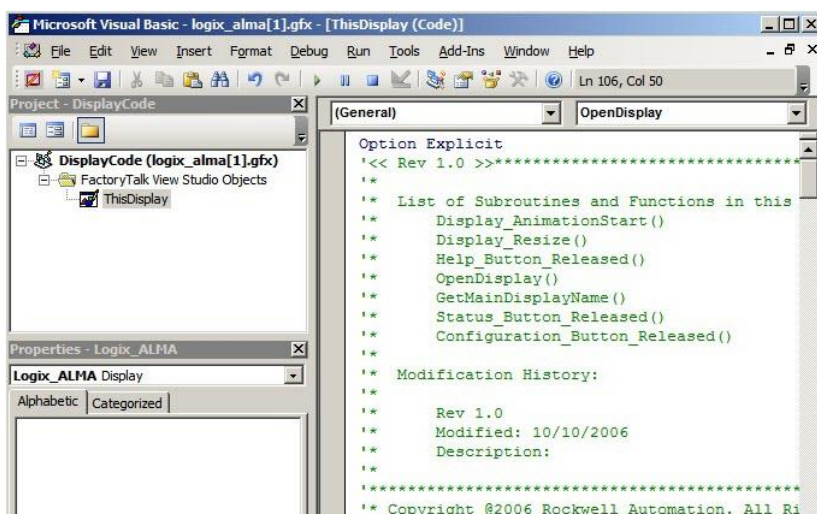 Microsoft Visual Basic - logix_alma[1].gfx - [ThisDisplay (Code)]
File Edit View Insert Format Debug Run Tools Add-Ins Window Help
Ln 106, Col 50
Project - DisplayCode
DisplayCode (logix_alma[1].gfx)
FactoryTalk View Studio Objects
ThisDisplay
Properties - Logix_ALMA
Logix_ALMA Display
Alphabetic Categorized
(General) OpenDisplay
Option Explicit
'<< Rev 1.0 >>***********************************
'*
'* List of Subroutines and Functions in this
'* Display_AnimationStart()
'* Display_Resize()
'* Help_Button_Released()
'* OpenDisplay()
'* GetMainDisplayName()
'* Status_Button_Released()
'* Configuration_Button_Released()
'*
'* Modification History:
'*
'* Rev 1.0
'* Modified: 10/10/2006
'* Description:
'*
'************************************************
'* Copyright @2006 Rockwell Automation. All Ri